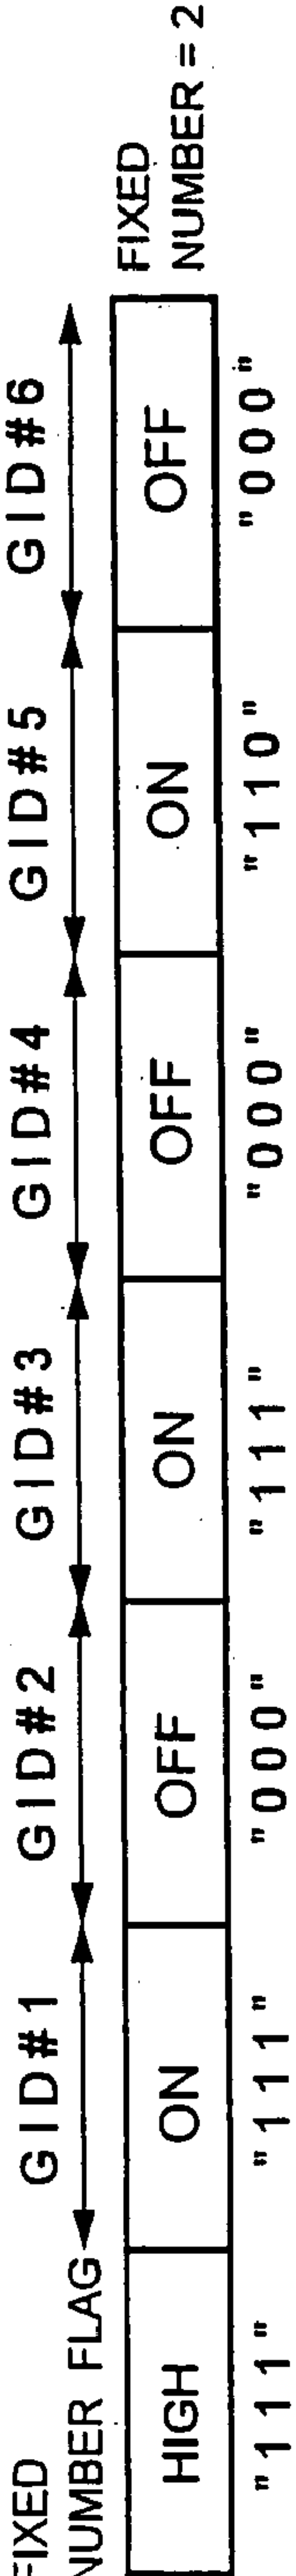 FIXED
NUMBER FLAG
GID#1 GID#2 GID#3 GID#4 GID#5 GID#6
HIGH ON OFF ON OFF ON OFF
FIXED
NUMBER = 2
"111" "111" "000" "111" "000" "110" "000"